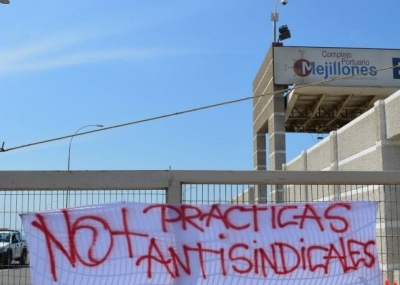 Complejo
Portuario
Mejillones
NO + PRACTICAS
ANTISINDICALES